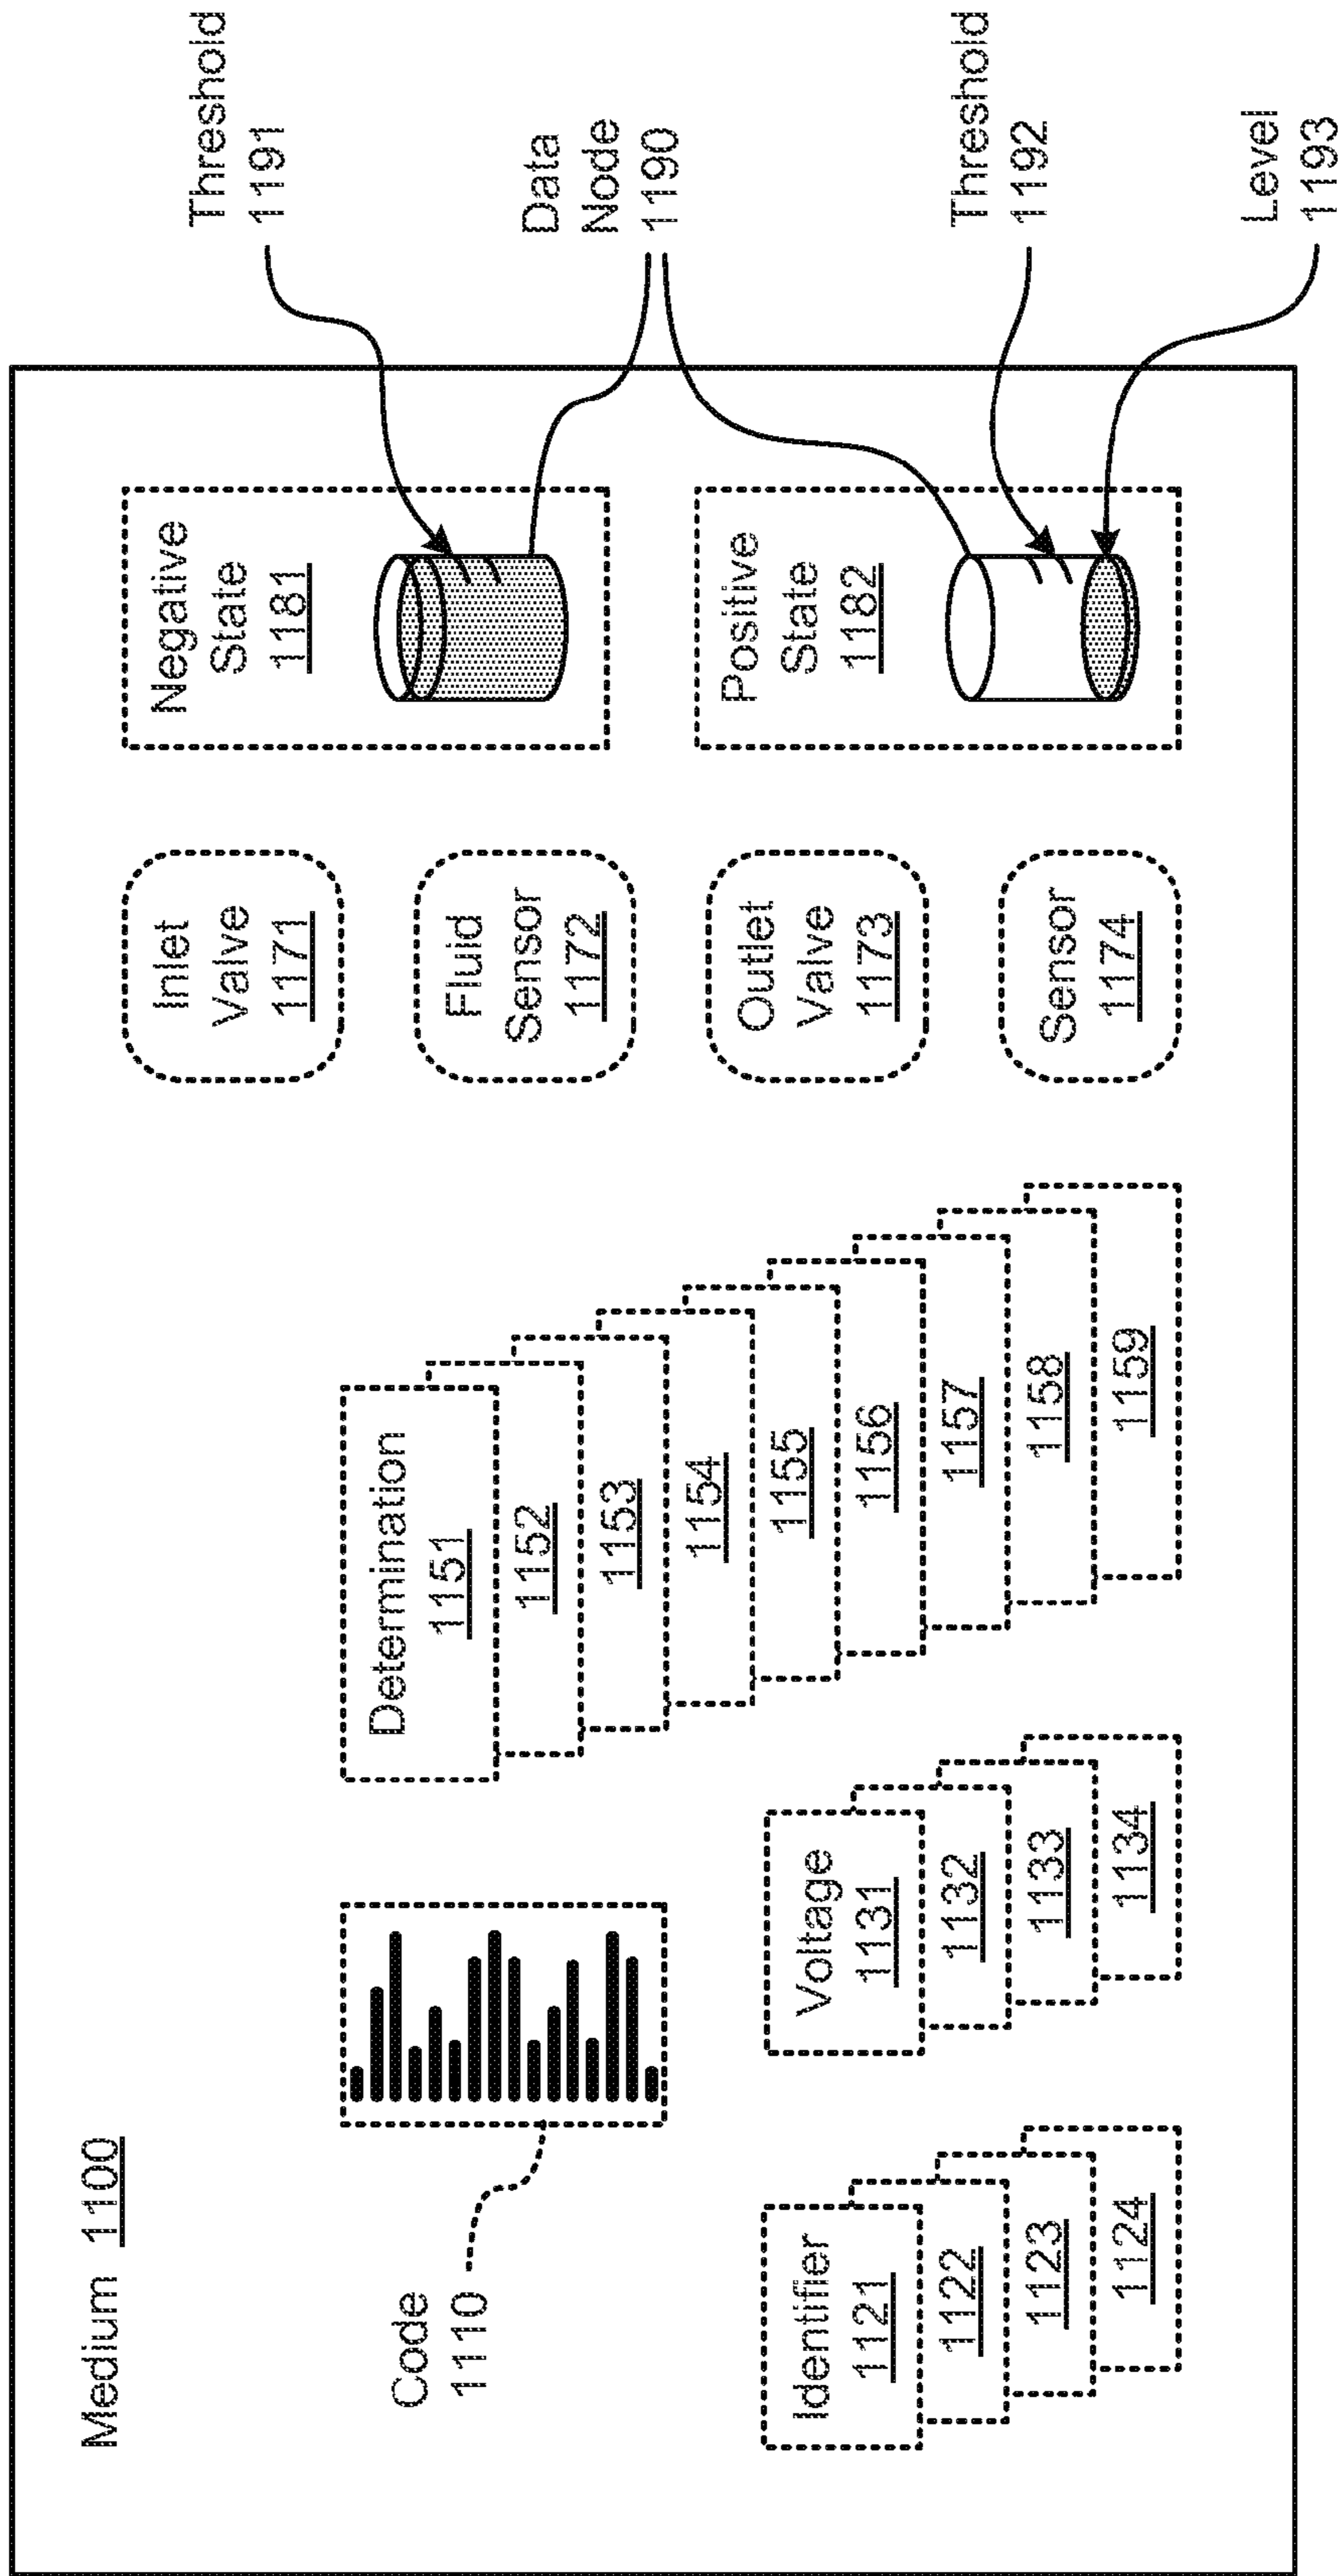 Medium 1100
Code
1110
Identifier
1121
1122
1123
1124
Voltage
1131
1132
1133
1134
Determination
1151
1152
1153
1154
1155
1156
1157
1158
1159
Inlet
Valve
1171
Fluid
Sensor
1172
Outlet
Valve
1173
Sensor
1174
Negative
State
1181
Positive
State
1182
Threshold
1191
Data
Node
1190
Threshold
1192
Level
1193